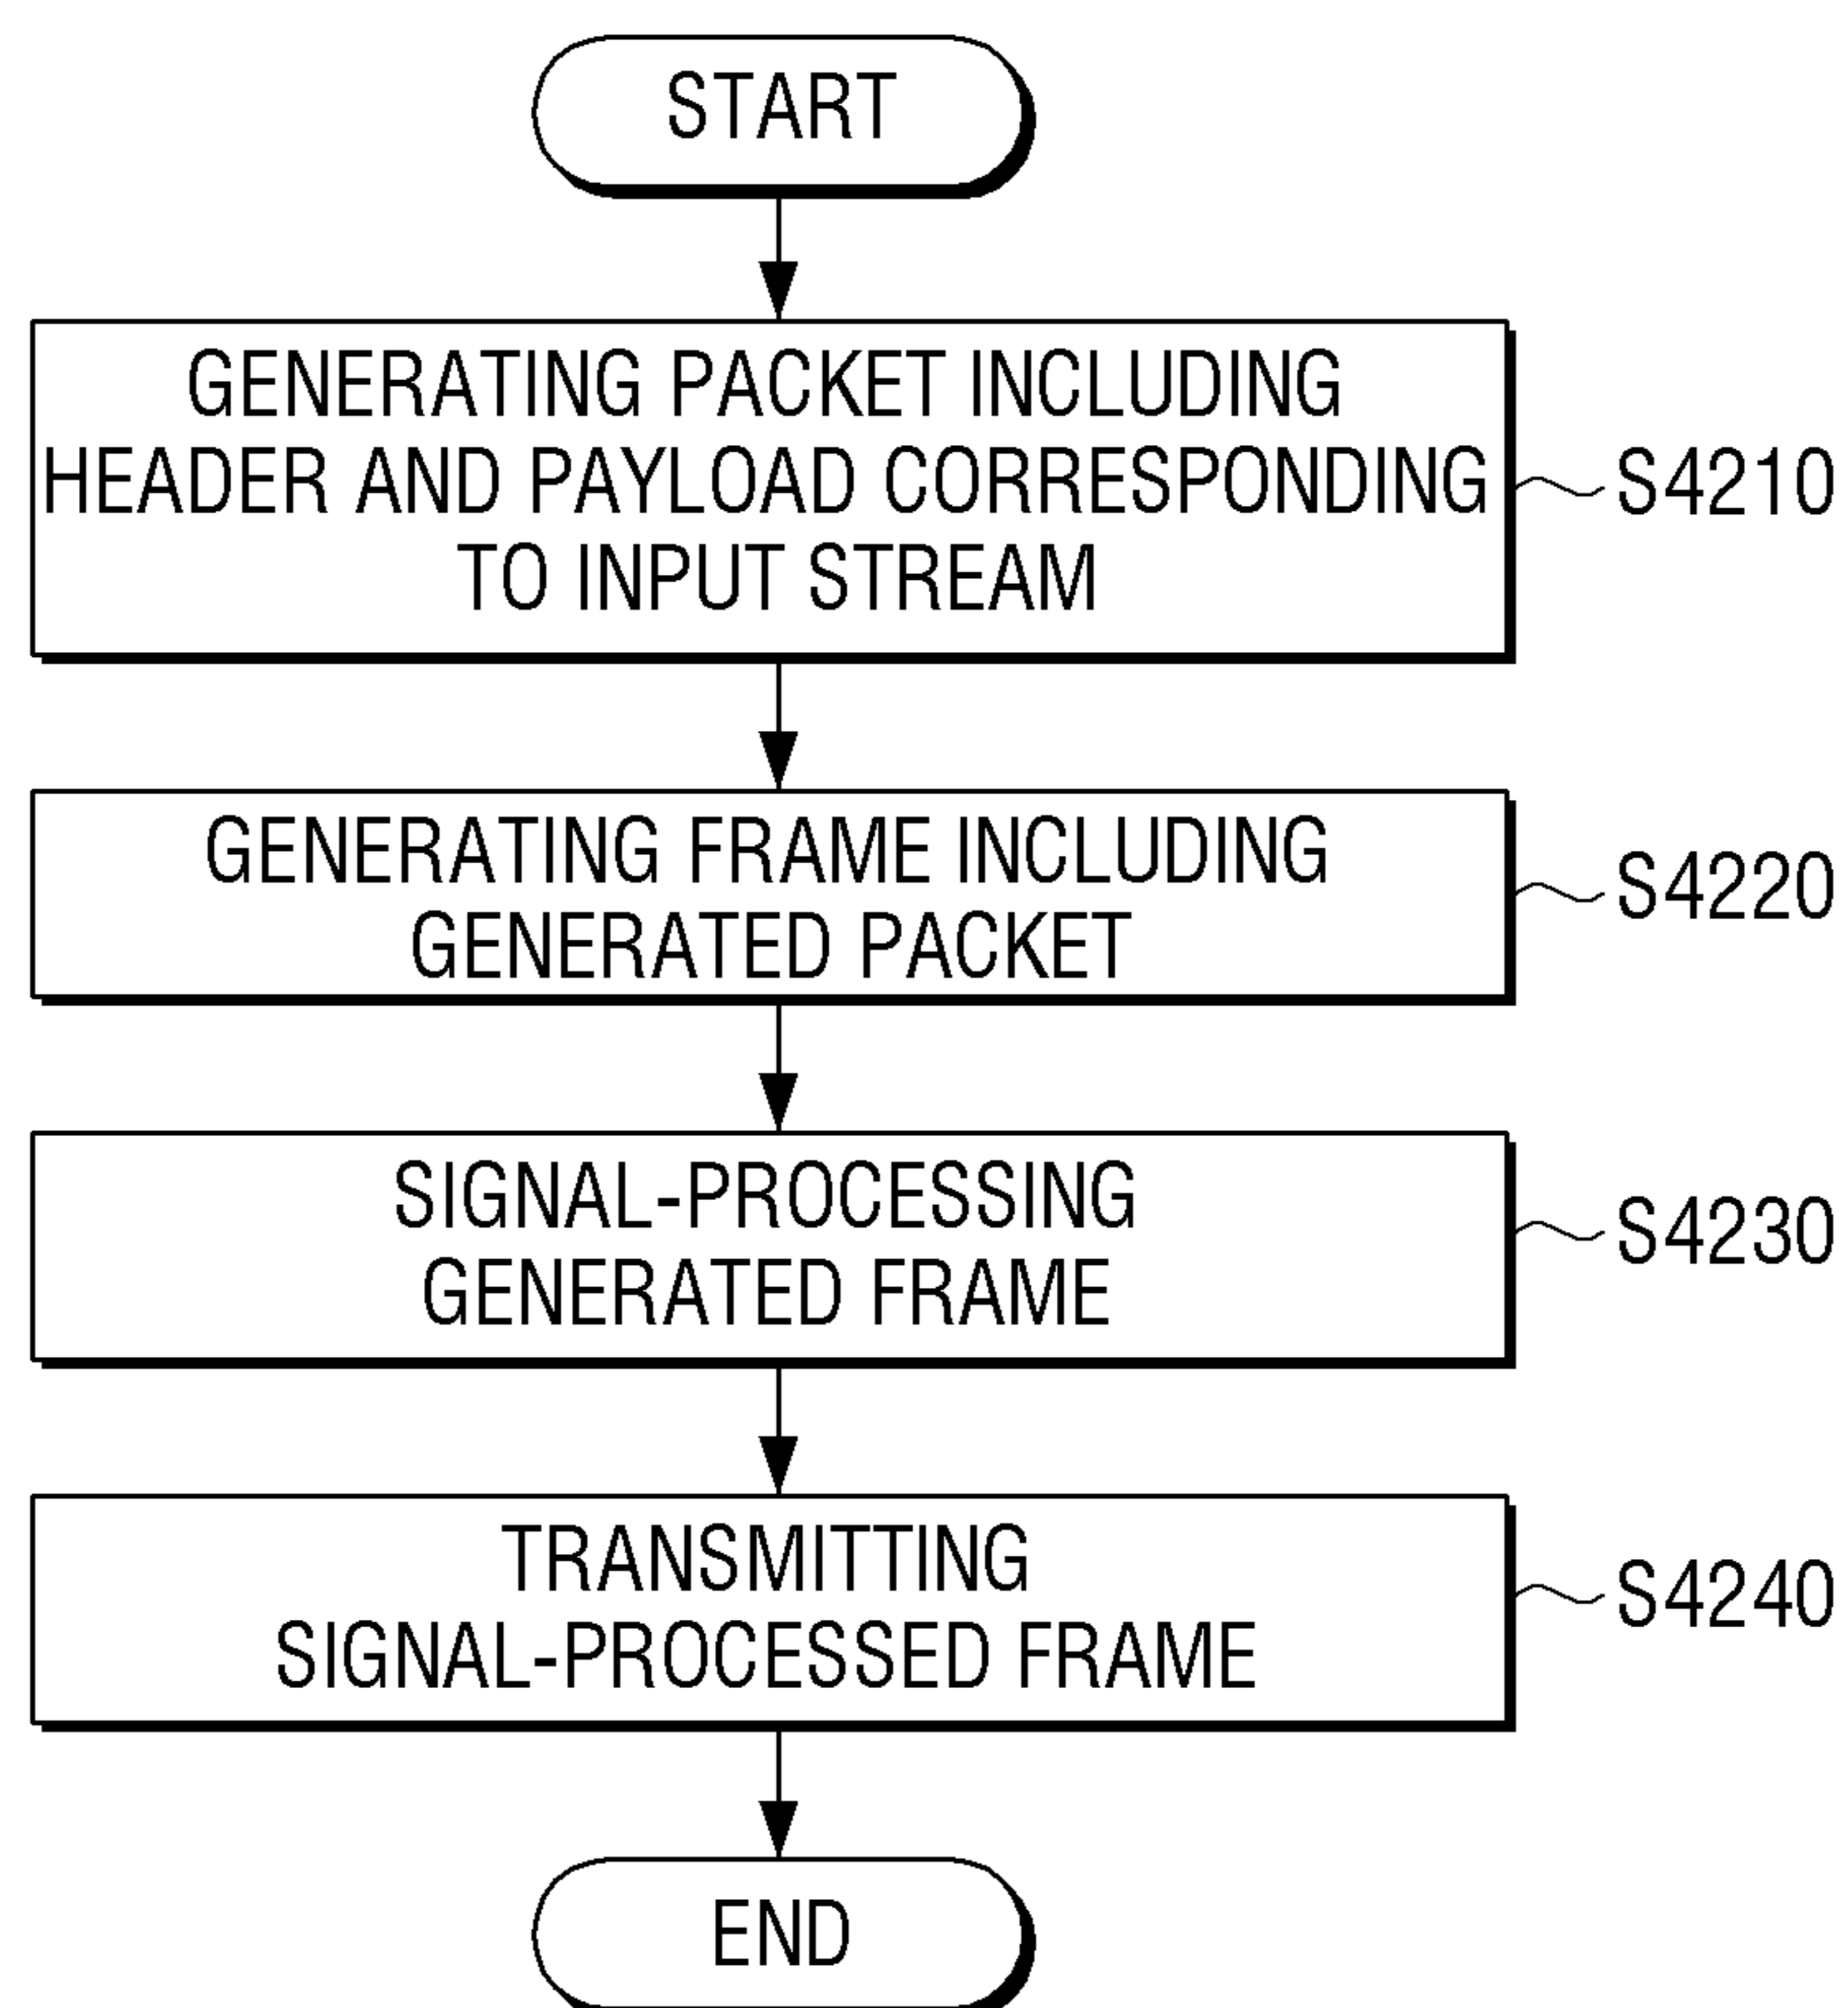 START
GENERATING PACKET INCLUDING
HEADER AND PAYLOAD CORRESPONDING
TO INPUT STREAM
S4210
GENERATING FRAME INCLUDING
GENERATED PACKET
S4220
SIGNAL-PROCESSING
GENERATED FRAME
S4230
TRANSMITTING
SIGNAL-PROCESSED FRAME
S4240
END